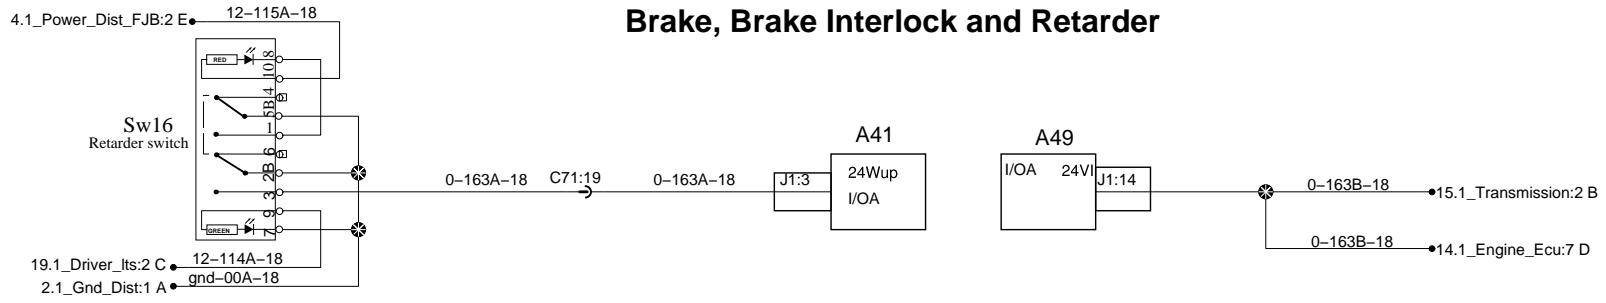 Brake, Brake Interlock and Retarder
4.1_Power_Dist_FJB:2 E
12-115A-18
RED
8
10
4
5B
1
6
2B
3
9
7
GREEN
Sw16
Retarder switch
0-163A-18
C71:19
0-163A-18
J1:3
A41
24Wup
I/OA
A49
I/OA
24VI
J1:14
0-163B-18
15.1_Transmission:2 B
0-163B-18
14.1_Engine_Ecu:7 D
19.1_Driver_lts:2 C
12-114A-18
2.1_Gnd_Dist:1 A
gnd-00A-18